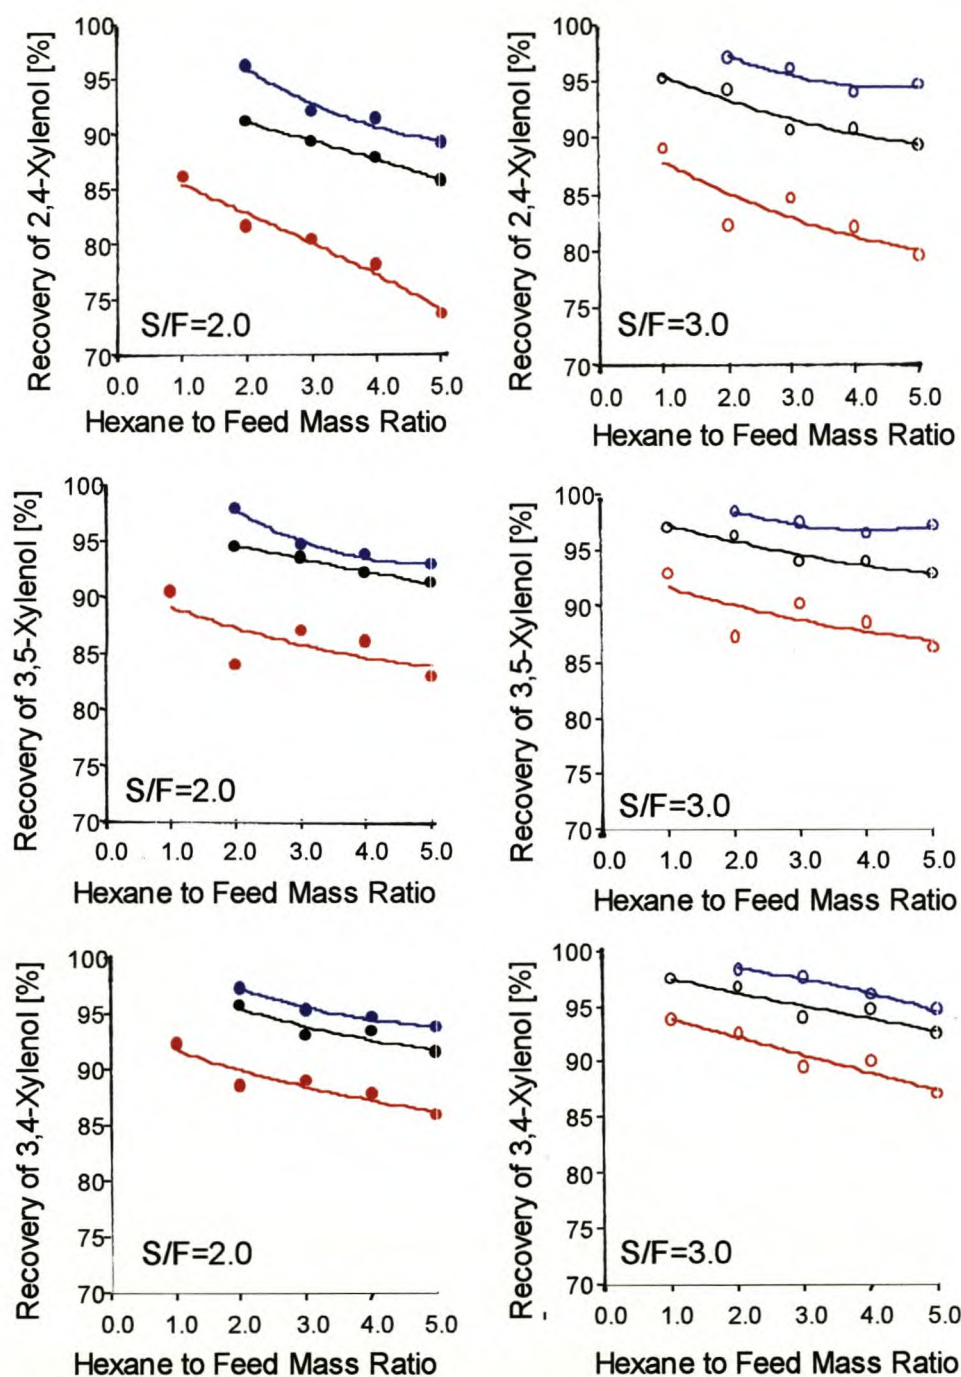 Recovery of 2,4-Xylenol [%]
100
95
90
85
80
75
70
S/F=2.0
0.0 1.0 2.0 3.0 4.0 5.0
Hexane to Feed Mass Ratio
Recovery of 2,4-Xylenol [%]
100
95
90
85
80
75
70
S/F=3.0
0.0 1.0 2.0 3.0 4.0 5.0
Hexane to Feed Mass Ratio
Recovery of 3,5-Xylenol [%]
100
95
90
85
80
75
70
S/F=2.0
0.0 1.0 2.0 3.0 4.0 5.0
Hexane to Feed Mass Ratio
Recovery of 3,5-Xylenol [%]
100
95
90
85
80
75
70
S/F=3.0
0.0 1.0 2.0 3.0 4.0 5.0
Hexane to Feed Mass Ratio
Recovery of 3,4-Xylenol [%]
100
95
90
85
80
75
70
S/F=2.0
0.0 1.0 2.0 3.0 4.0 5.0
Hexane to Feed Mass Ratio
Recovery of 3,4-Xylenol [%]
100
95
90
85
80
75
70
S/F=3.0
0.0 1.0 2.0 3.0 4.0 5.0
Hexane to Feed Mass Ratio